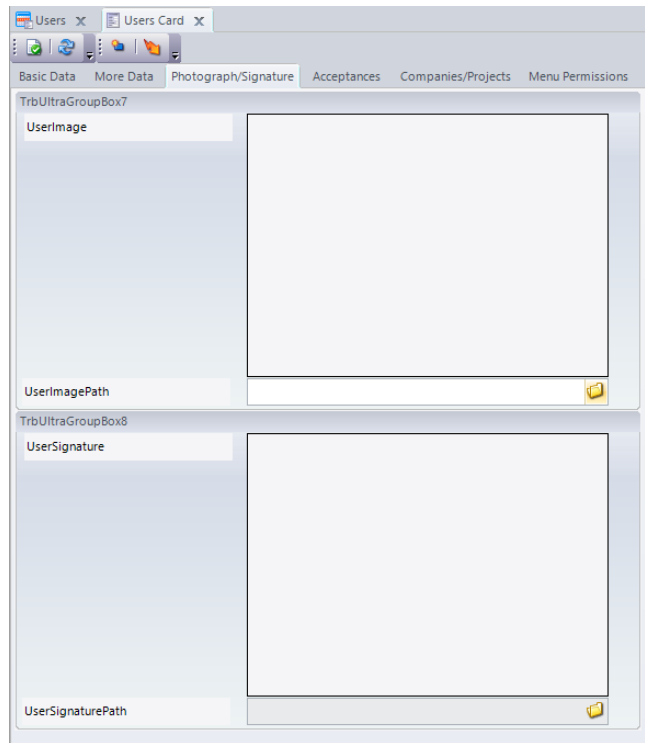 Users X Users Card X
Basic Data More Data Photograph/Signature Acceptances Companies/Projects Menu Permissions
TrbUltraGroupBox7
UserImage
UserImagePath
TrbUltraGroupBox8
UserSignature
UserSignaturePath